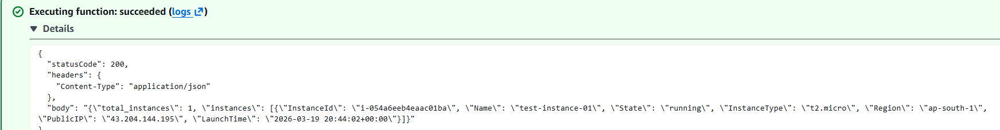 Executing function: succeeded (logs)
Details
{
  "statusCode": 200,
  "headers": {
    "Content-Type": "application/json"
  },
  "body": "{\"total_instances\": 1, \"instances\": [{\"InstanceId\": \"i-054a6eeb4eaac01ba\", \"Name\": \"test-instance-01\", \"State\": \"running\", \"InstanceType\": \"t2.micro\", \"Region\": \"ap-south-1\",
\"PublicIP\": \"43.204.144.195\", \"LaunchTime\": \"2026-03-19 20:44:02+00:00\"}]}"
}